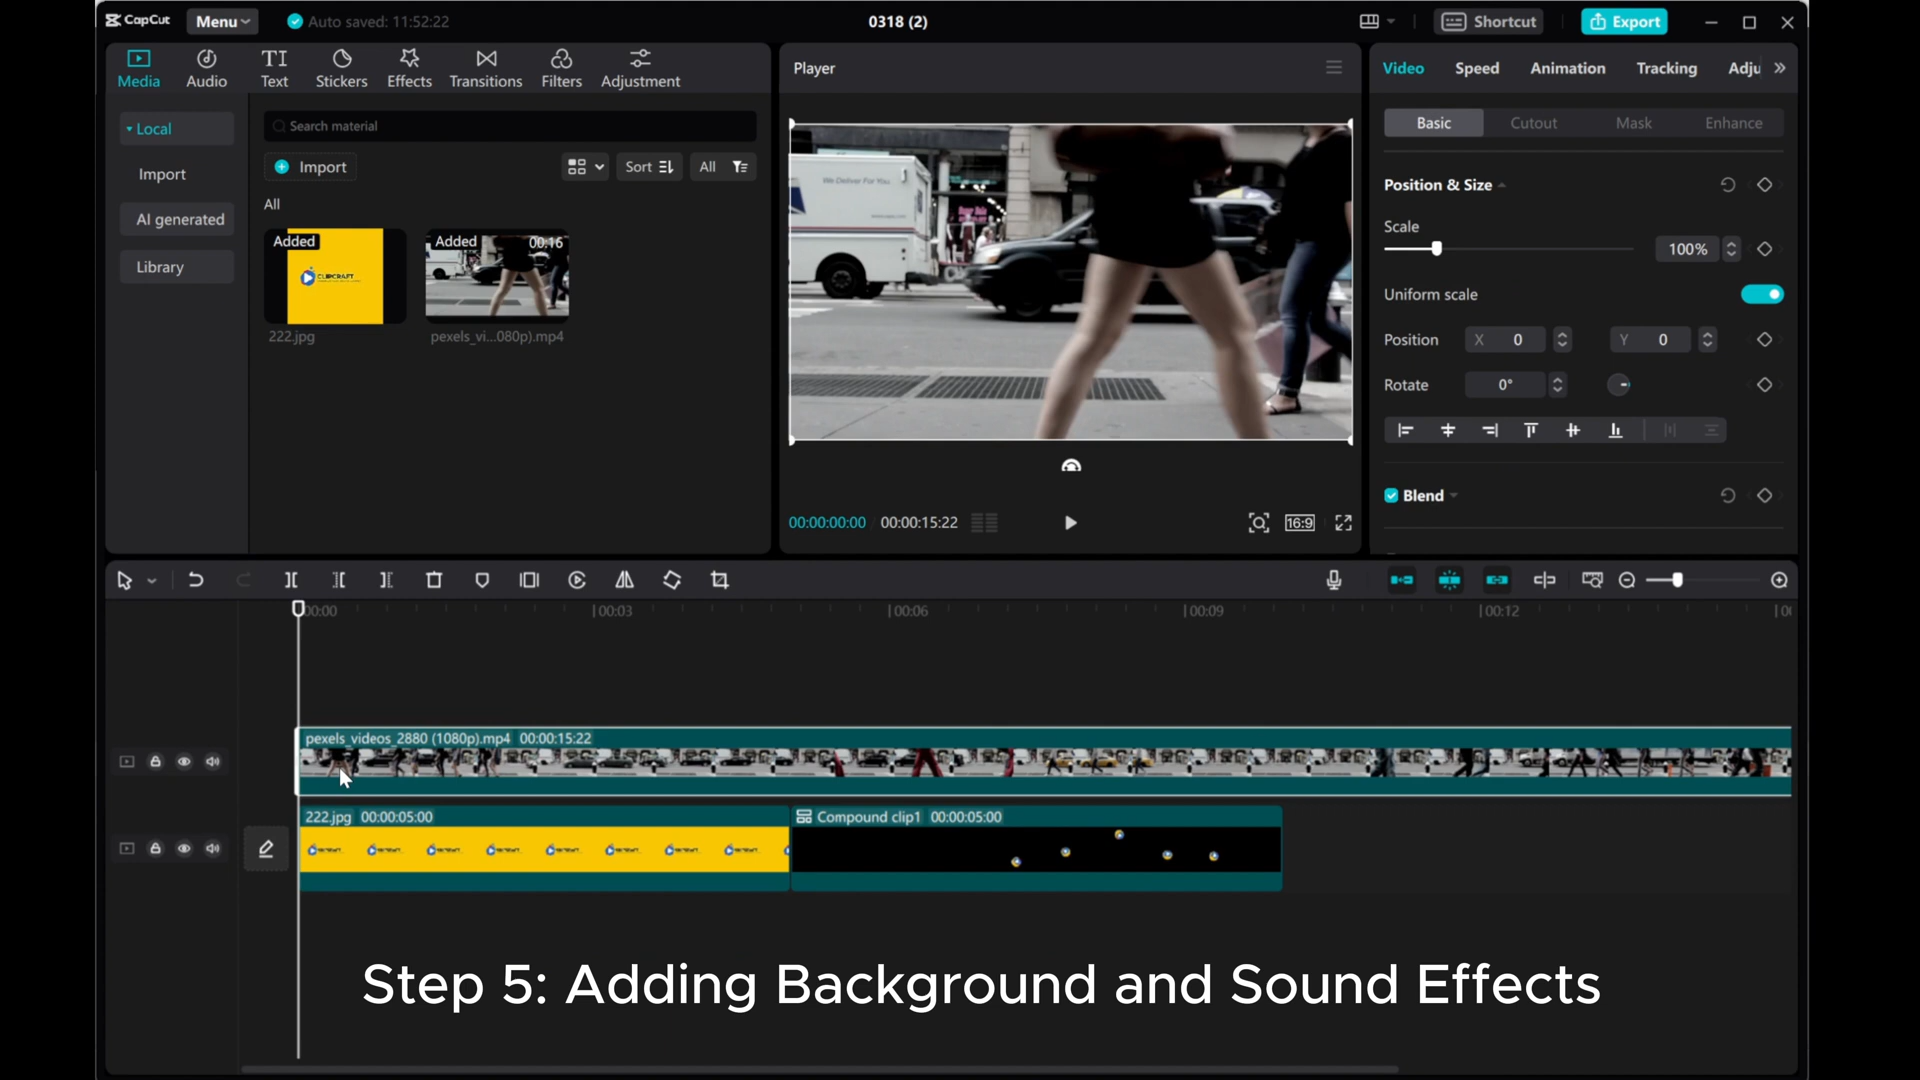 CapCut
Menu
Auto saved: 11:52:22
0318 (2)
Shortcut
Export
Media
Audio
Text
Stickers
Effects
Transitions
Filters
Adjustment
Local
Import
AI generated
Library
Search material
Import
Sort
All
All
Added
CLIPCRAFT
222.jpg
Added
00:16
pexels_vi...080p).mp4
Player
We Deliver For You
00:00:00:00
00:00:15:22
16:9
Video
Speed
Animation
Tracking
Adju
Basic
Cutout
Mask
Enhance
Position & Size
Scale
100%
Uniform scale
Position
X 0
Y 0
Rotate
0°
Blend
00:00
00:03
00:06
00:09
00:12
pexels_videos_2880 (1080p).mp4 00:00:15:22
222.jpg 00:00:05:00
Compound clip1 00:00:05:00
Step 5: Adding Background and Sound Effects